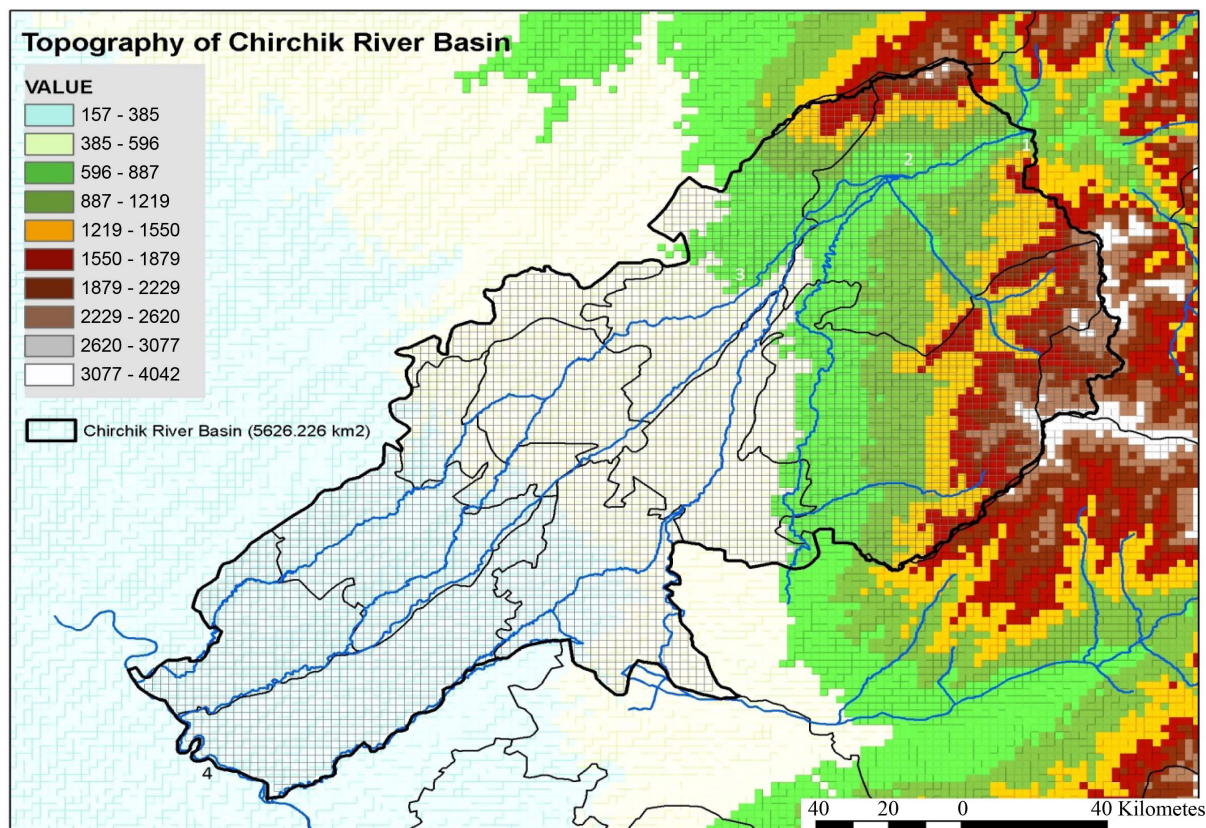 Topography of Chirchik River Basin
VALUE
157 - 385
385 - 596
596 - 887
887 - 1219
1219 - 1550
1550 - 1879
1879 - 2229
2229 - 2620
2620 - 3077
3077 - 4042
Chirchik River Basin (5626.226 km2)
1
2
3
4
40 20 0 40 Kilometes